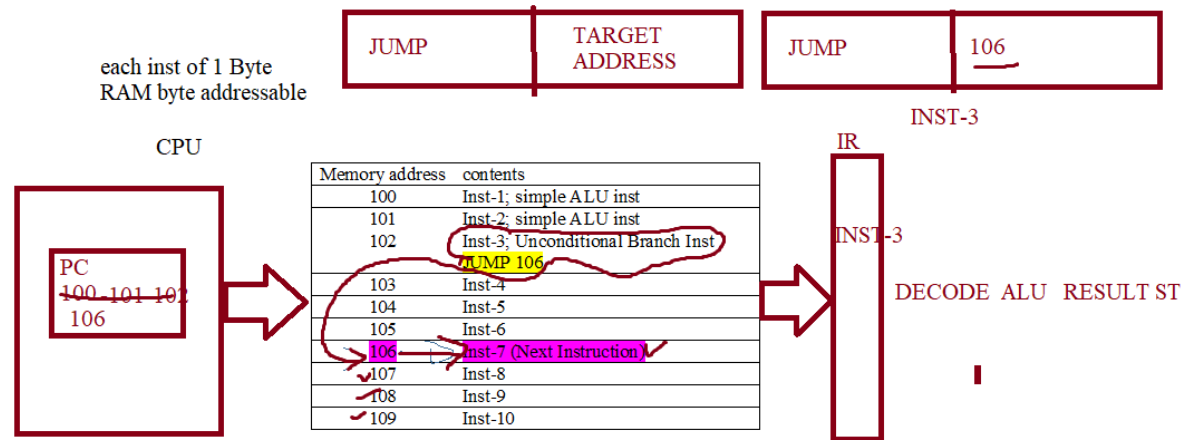 JUMP TARGET ADDRESS
JUMP 106
each inst of 1 Byte
RAM byte addressable
INST-3
CPU
IR
Memory address contents
100 Inst-1; simple ALU inst
101 Inst-2; simple ALU inst
102 Inst-3; Unconditional Branch Inst
JUMP 106
103 Inst-4
104 Inst-5
105 Inst-6
106 Inst-7 (Next Instruction)
107 Inst-8
108 Inst-9
109 Inst-10
PC
100-101-102
106
INST-3
DECODE ALU RESULT ST